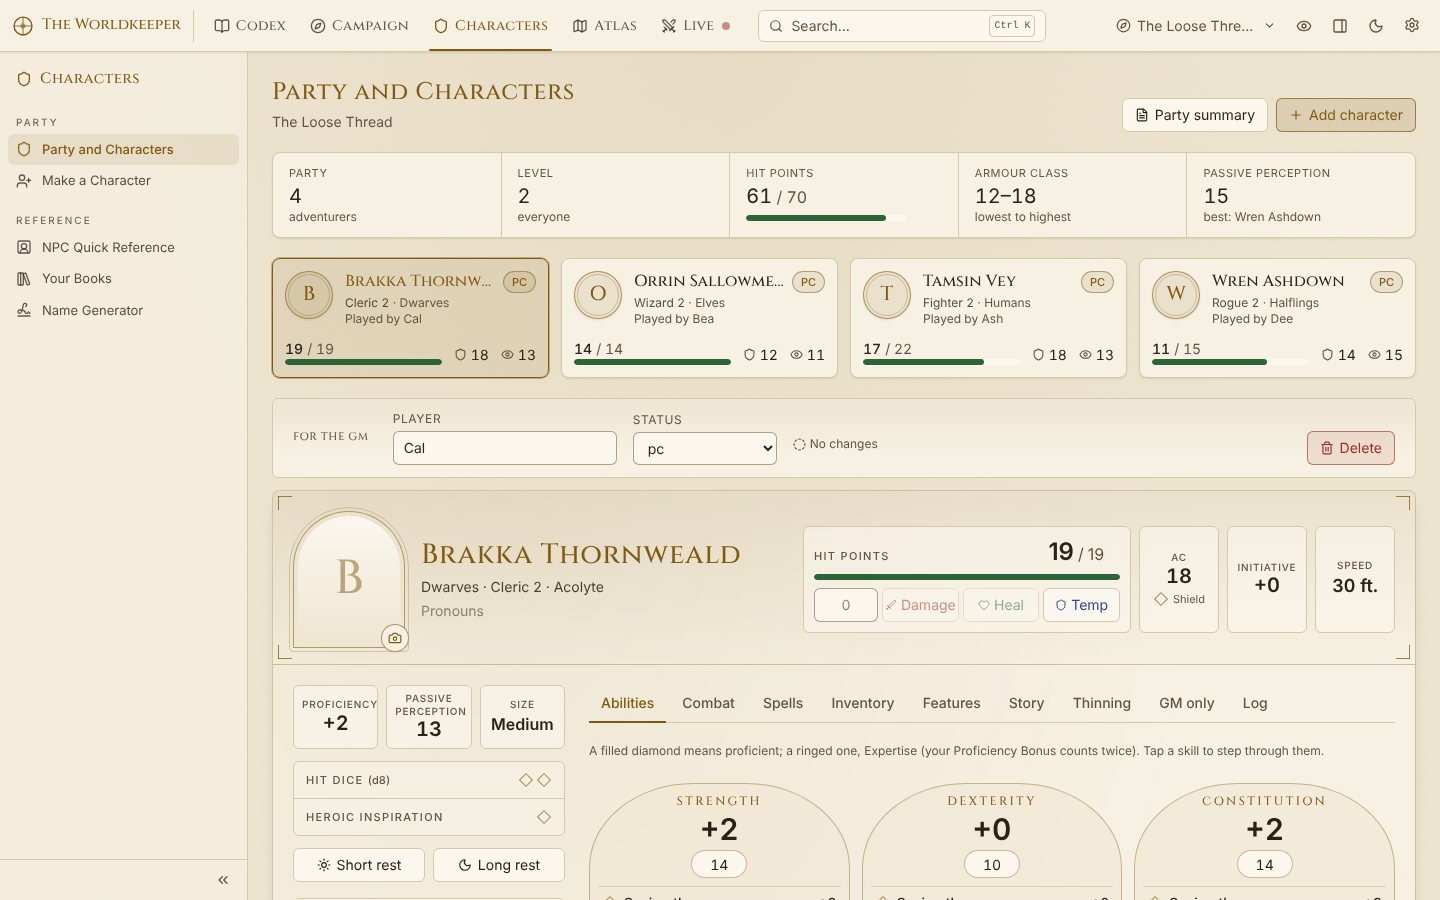 The Worldkeeper
Codex
Campaign
Characters
Atlas
Live
Search...
Ctrl K
The Loose Thre...
Characters
PARTY
Party and Characters
Make a Character
REFERENCE
NPC Quick Reference
Your Books
Name Generator
Party and Characters
The Loose Thread
Party summary
Add character
PARTY
4
adventurers
LEVEL
2
everyone
HIT POINTS
61 / 70
ARMOUR CLASS
12–18
lowest to highest
PASSIVE PERCEPTION
15
best: Wren Ashdown
B
Brakka Thornw...
PC
Cleric 2 · Dwarves
Played by Cal
19 / 19
18
13
O
Orrin Sallowme...
PC
Wizard 2 · Elves
Played by Bea
14 / 14
12
11
T
Tamsin Vey
PC
Fighter 2 · Humans
Played by Ash
17 / 22
18
13
W
Wren Ashdown
PC
Rogue 2 · Halflings
Played by Dee
11 / 15
14
15
FOR THE GM
PLAYER
Cal
STATUS
pc
No changes
Delete
B
Brakka Thornweald
Dwarves · Cleric 2 · Acolyte
Pronouns
HIT POINTS
19 / 19
0
Damage
Heal
Temp
AC
18
Shield
INITIATIVE
+0
SPEED
30 ft.
PROFICIENCY
+2
PASSIVE
PERCEPTION
13
SIZE
Medium
HIT DICE (d8)
HEROIC INSPIRATION
Short rest
Long rest
Abilities
Combat
Spells
Inventory
Features
Story
Thinning
GM only
Log
A filled diamond means proficient; a ringed one, Expertise (your Proficiency Bonus counts twice). Tap a skill to step through them.
STRENGTH
+2
14
DEXTERITY
+0
10
CONSTITUTION
+2
14